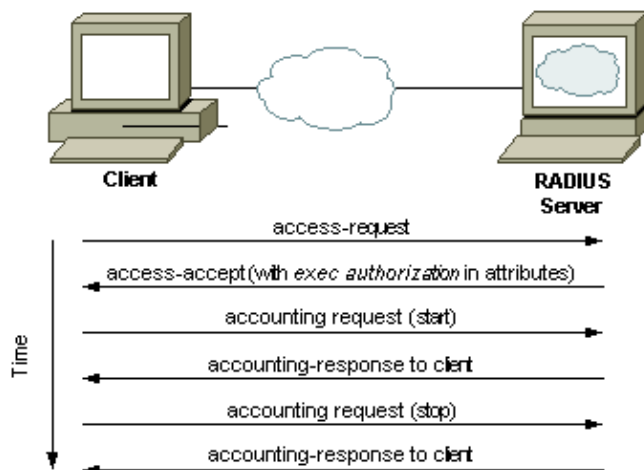 Client
RADIUS
Server
access-request
access-accept(with exec authorization in attributes)
accounting request (start)
accounting-response to client
accounting request (stop)
accounting-response to client
Time